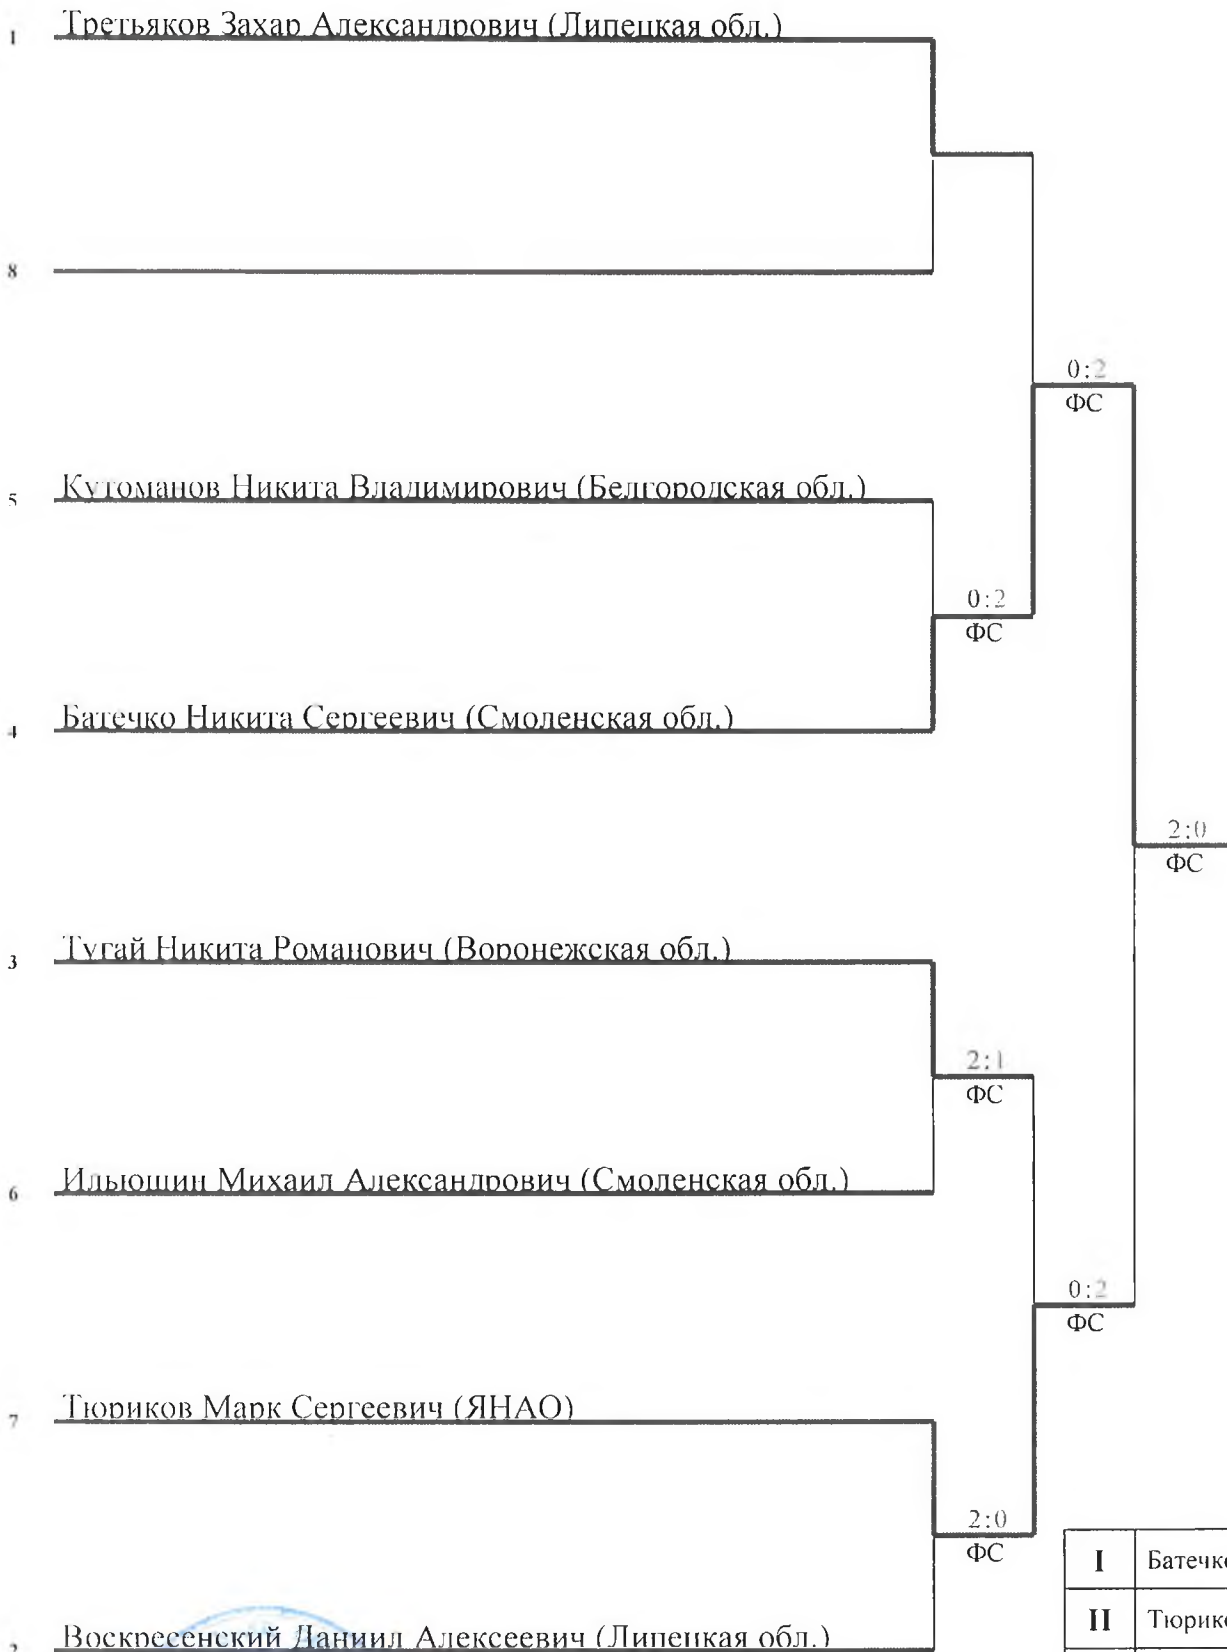 1 Третьяков Захар Александрович (Липецкая обл.)
8
0:2
ФС
5 Кутоманов Никита Владимирович (Белгородская обл.)
0:2
ФС
4 Батечко Никита Сергеевич (Смоленская обл.)
2:0
ФС
3 Тугай Никита Романович (Воронежская обл.)
2:1
ФС
6 Ильюшин Михаил Александрович (Смоленская обл.)
0:2
ФС
7 Тюриков Марк Сергеевич (ЯНАО)
2:0
ФС
I Батечко
II Тюрико
2 Воскресенский Даниил Алексеевич (Липецкая обл.)